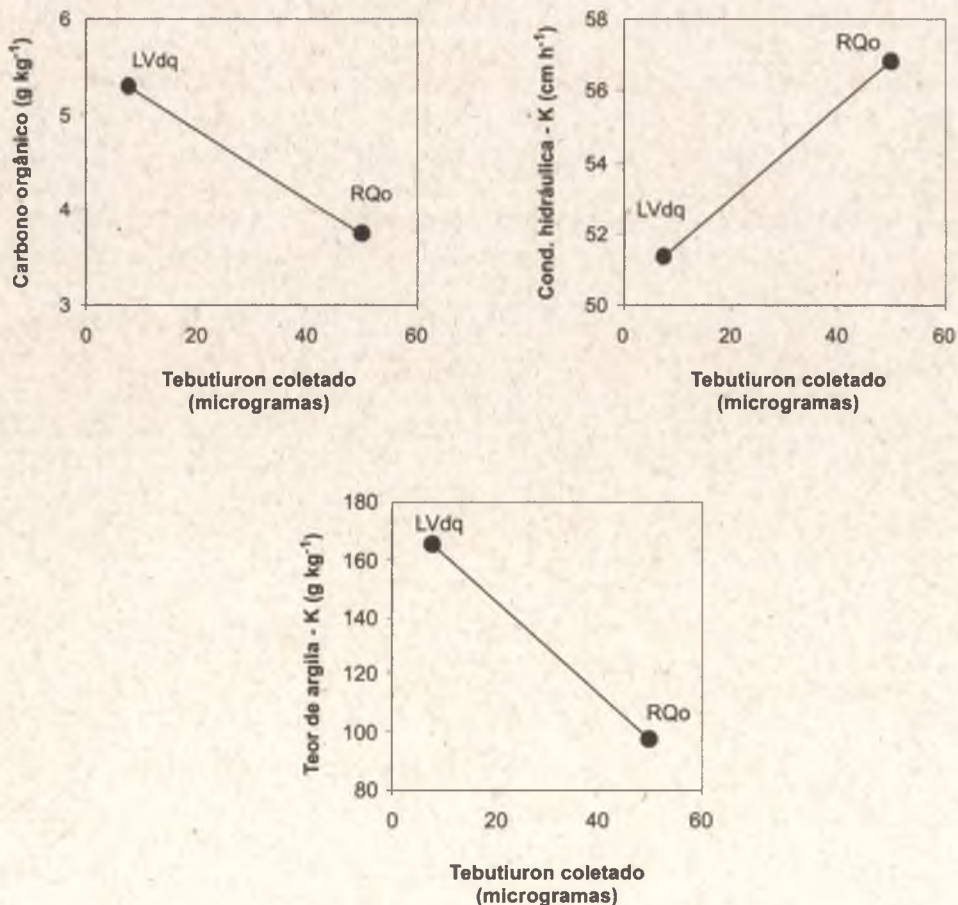 Carbono orgânico (g kg-1)
6
5
4
3
LVdq
RQo
0
20
40
60
Tebutiuron coletado
(microgramas)
Cond. hidráulica - K (cm h-1)
58
56
54
52
50
RQo
LVdq
0
20
40
60
Tebutiuron coletado
(microgramas)
Teor de argila - K (g kg-1)
180
160
140
120
100
80
LVdq
RQo
0
20
40
60
Tebutiuron coletado
(microgramas)